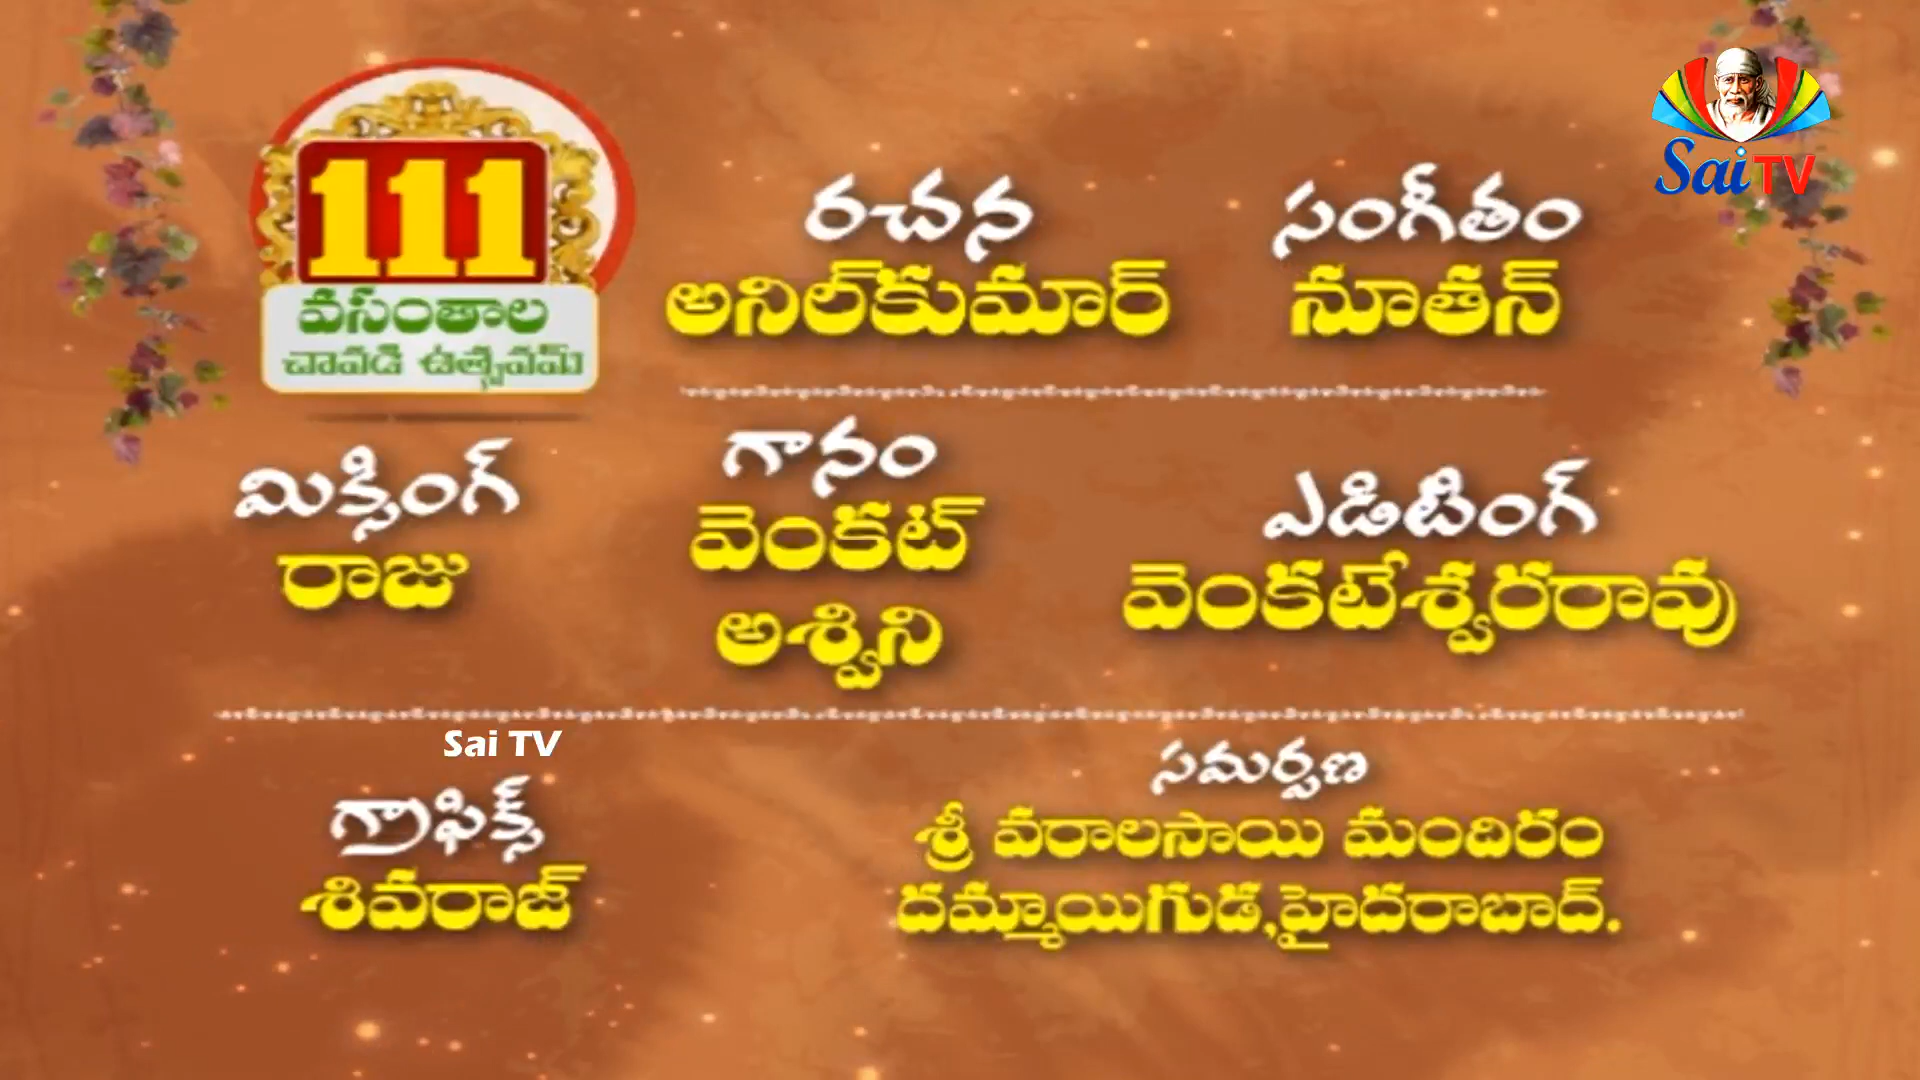 Sai TV
111
వసంతాల
చావడి ఉత్సవమ్
రచన
అనిల్‌కుమార్
సంగీతం
నూతన్
మిక్సింగ్
రాజు
గానం
వెంకట్
అశ్విని
ఎడిటింగ్
వెంకటేశ్వరరావు
Sai TV
గ్రాఫిక్స్
శివరాజ్
సమర్పణ
శ్రీ వరాలసాయి మందిరం
దమ్మాయిగుడ,హైదరాబాద్.